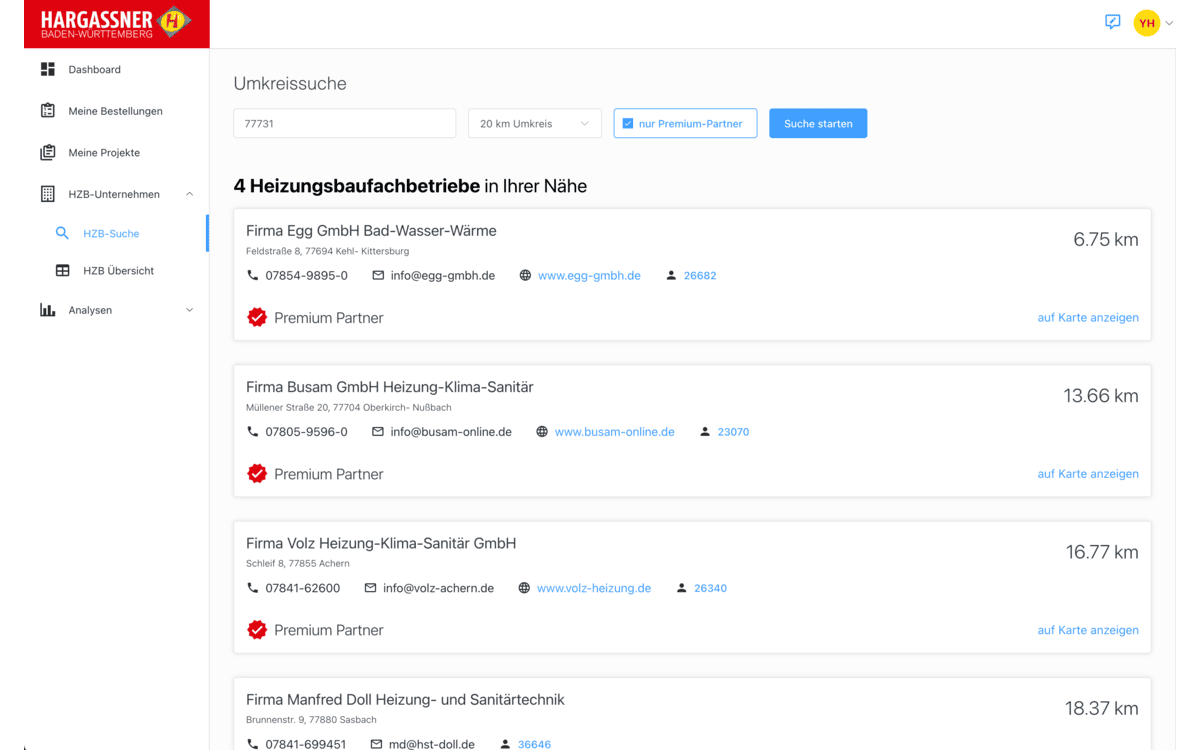 HARGASSNER
BADEN-WÜRTTEMBERG
H
YH
Dashboard
Meine Bestellungen
Meine Projekte
HZB-Unternehmen
HZB-Suche
HZB Übersicht
Analysen
Umkreissuche
77731 20 km Umkreis nur Premium-Partner Suche starten
4 Heizungsbaufachbetriebe in Ihrer Nähe
Firma Egg GmbH Bad-Wasser-Wärme
6.75 km
Feldstraße 8, 77694 Kehl- Kittersburg
07854-9895-0 info@egg-gmbh.de www.egg-gmbh.de 26682
Premium Partner auf Karte anzeigen
Firma Busam GmbH Heizung-Klima-Sanitär
13.66 km
Müllener Straße 20, 77704 Oberkirch- Nußbach
07805-9596-0 info@busam-online.de www.busam-online.de 23070
Premium Partner auf Karte anzeigen
Firma Volz Heizung-Klima-Sanitär GmbH
16.77 km
Schleif 8, 77855 Achern
07841-62600 info@volz-achern.de www.volz-heizung.de 26340
Premium Partner auf Karte anzeigen
Firma Manfred Doll Heizung- und Sanitärtechnik
18.37 km
Brunnenstr. 9, 77880 Sasbach
07841-699451 md@hst-doll.de 36646